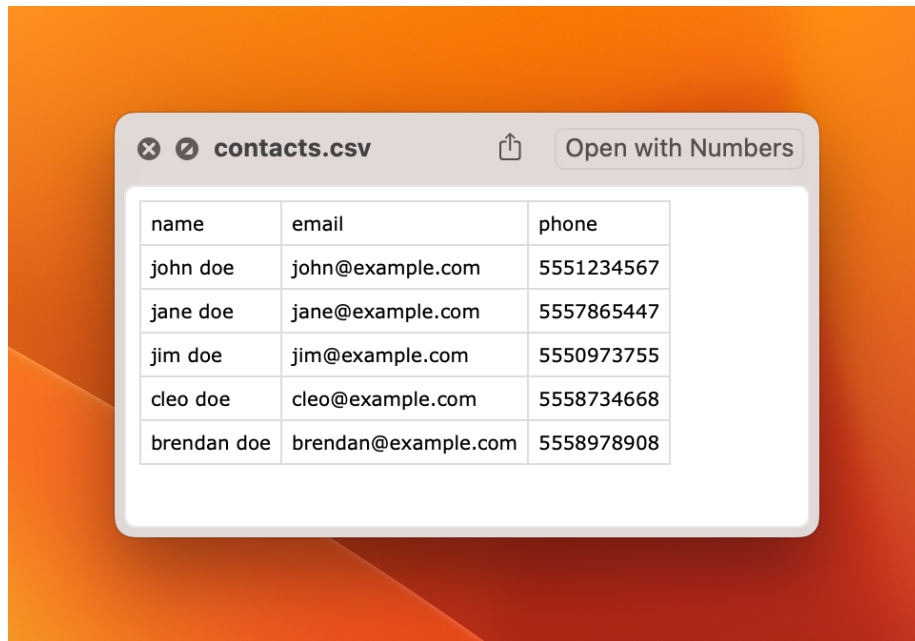 contacts.csv Open with Numbers
name email phone
john doe john@example.com 5551234567
jane doe jane@example.com 5557865447
jim doe jim@example.com 5550973755
cleo doe cleo@example.com 5558734668
brendan doe brendan@example.com 5558978908